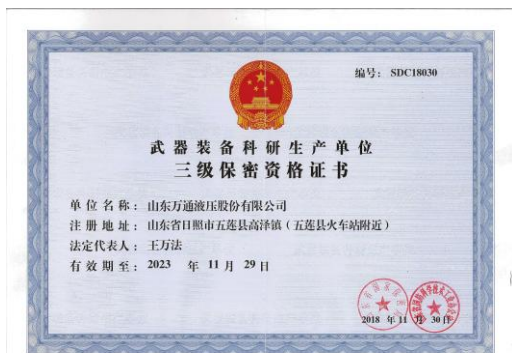 编号: SDC18030
武器装备科研生产单位
三级保密资格证书
单位名称: 山东万通液压股份有限公司
注册地址: 山东省日照市五莲县高泽镇(五莲县火车站附近)
法定代表人: 王万法
有效期至: 2023 年 11 月 29 日
2018 年 11 月 30 日